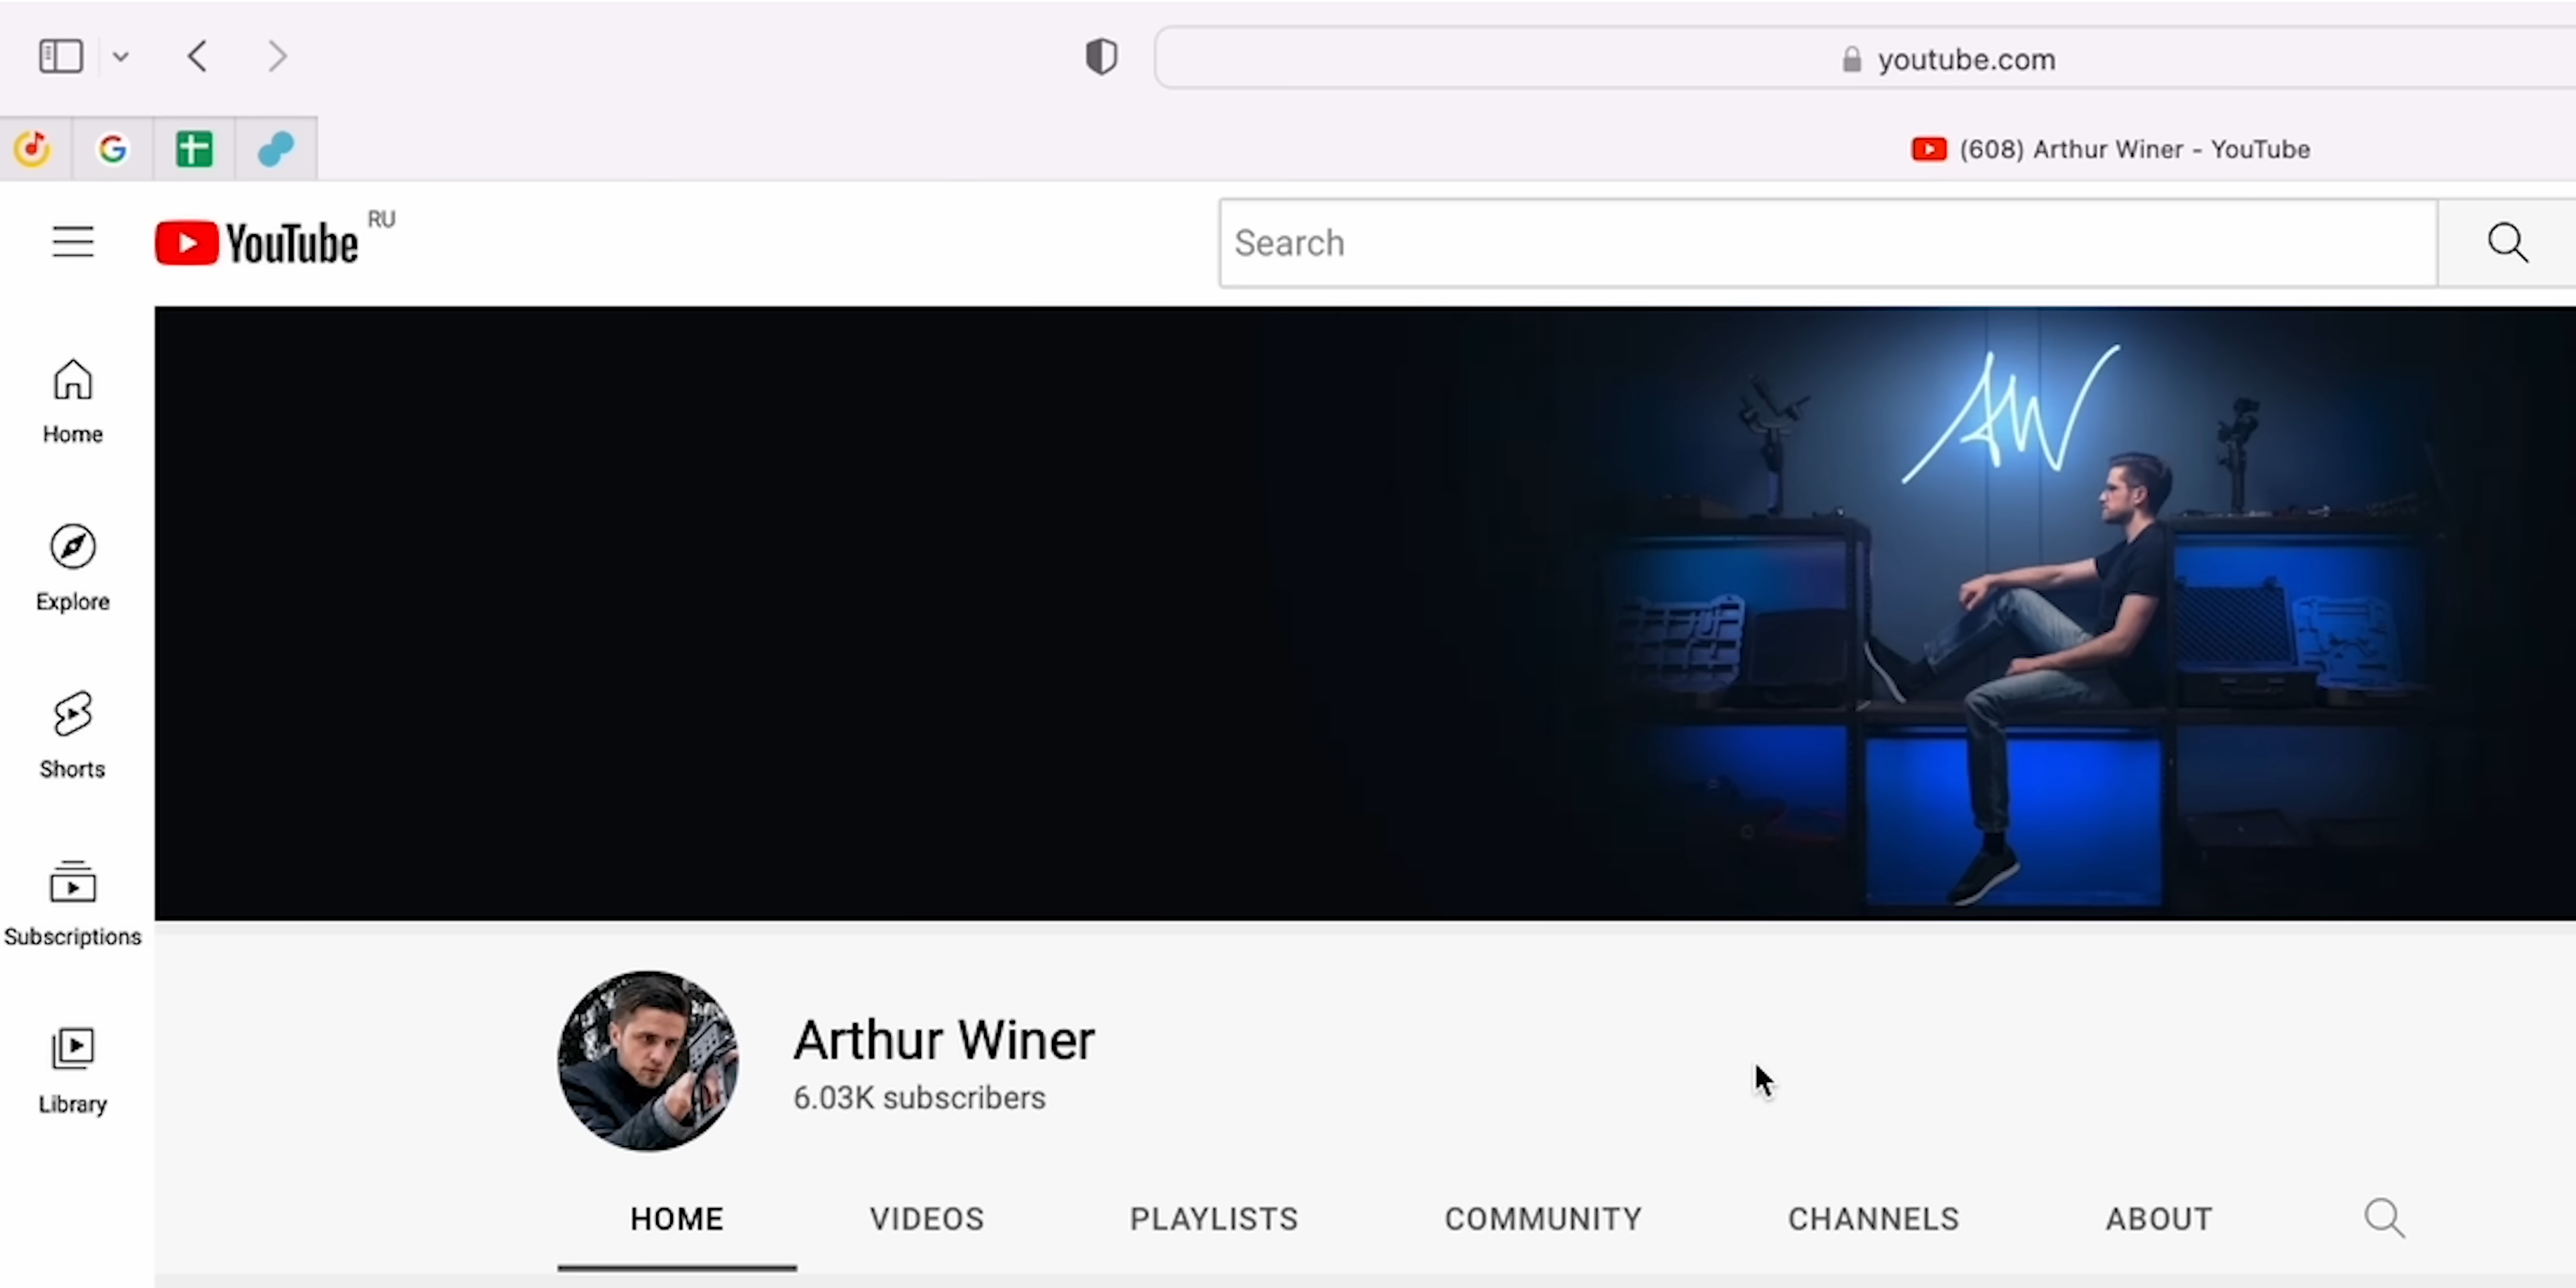 youtube.com
(608) Arthur Winer - YouTube
YouTube RU
Search
AW
Home
Explore
Shorts
Subscriptions
Library
Arthur Winer
6.03K subscribers
HOME VIDEOS PLAYLISTS COMMUNITY CHANNELS ABOUT